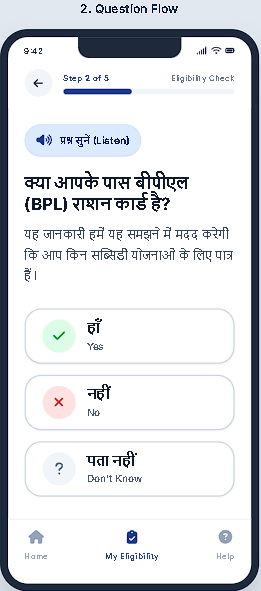 2. Question Flow
9:42
Step 2 of 5 Eligibility Check
प्रश्न सुनें (Listen)
क्या आपके पास बीपीएल
(BPL) राशन कार्ड है?
यह जानकारी हमें यह समझने में मदद करेगी
कि आप किन सब्सिडी योजनाओं के लिए पात्र
हैं।
हाँ
Yes
नहीं
No
पता नहीं
Don't Know
Home My Eligibility Help